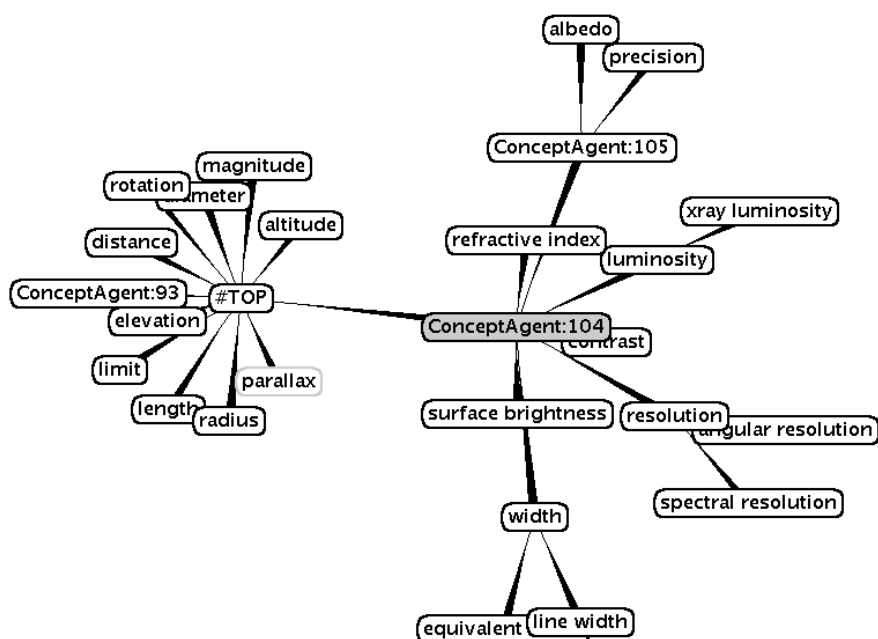 albedo
precision
ConceptAgent:105
magnitude
rotation
diameter
altitude
distance
xray luminosity
refractive index
luminosity
ConceptAgent:93
#TOP
elevation
ConceptAgent:104
contrast
limit
parallax
length
radius
surface brightness
resolution
angular resolution
spectral resolution
width
equivalent
line width